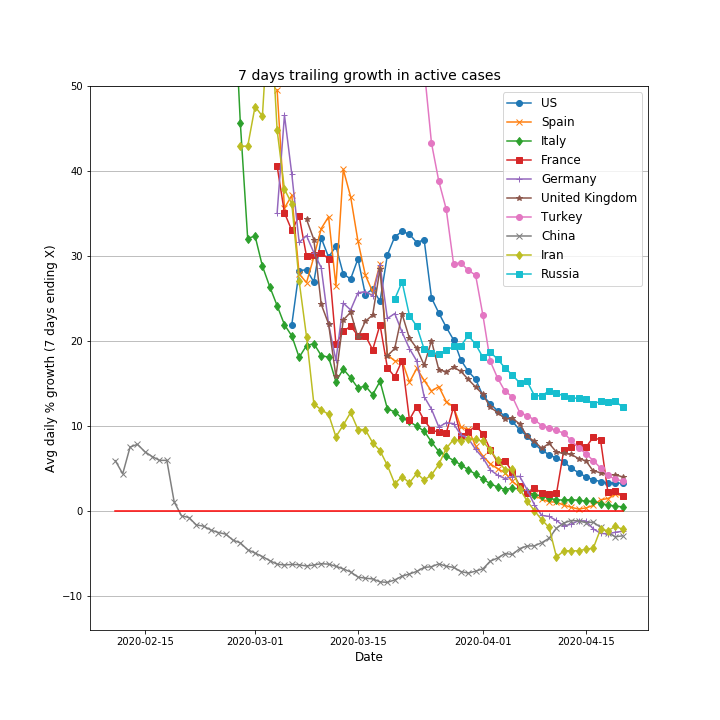 7 days trailing growth in active cases
50
40
30
20
10
0
−10
Avg daily % growth (7 days ending X)
2020-02-15
2020-03-01
2020-03-15
2020-04-01
2020-04-15
Date
US
Spain
Italy
France
Germany
United Kingdom
Turkey
China
Iran
Russia